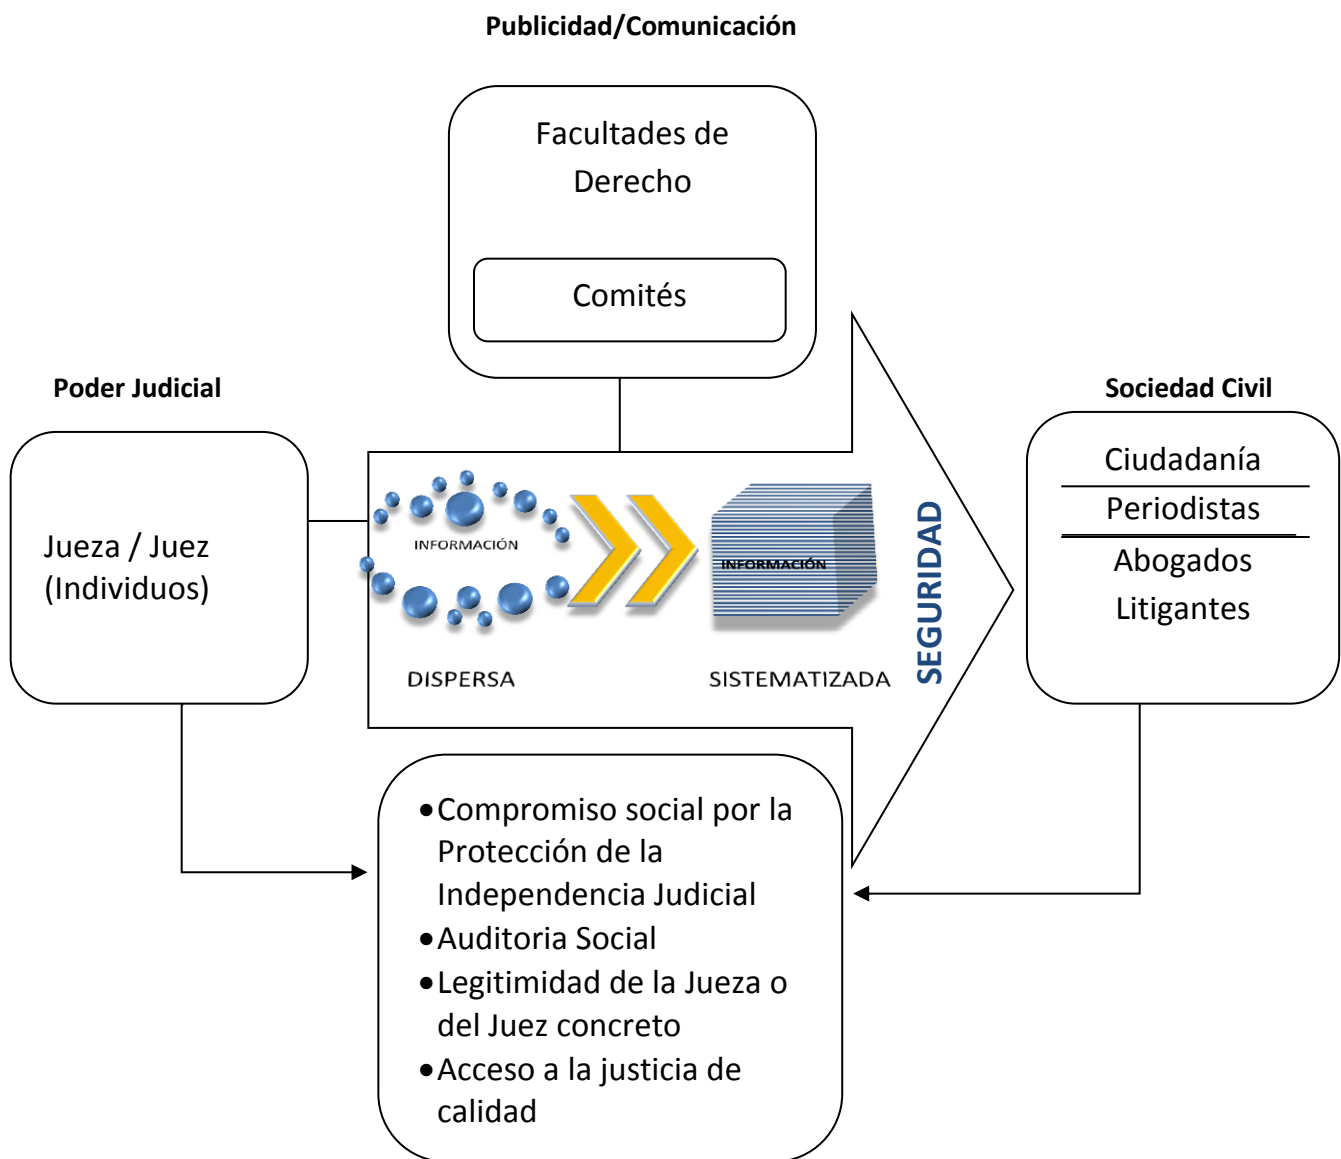 Publicidad/Comunicación
Facultades de
Derecho
Comités
Poder Judicial
Jueza / Juez
(Individuos)
INFORMACIÓN
DISPERSA
INFORMACIÓN
SISTEMATIZADA
SEGURIDAD
Sociedad Civil
Ciudadanía
Periodistas
Abogados
Litigantes
•Compromiso social por la
Protección de la
Independencia Judicial
•Auditoria Social
•Legitimidad de la Jueza o
del Juez concreto
•Acceso a la justicia de
calidad